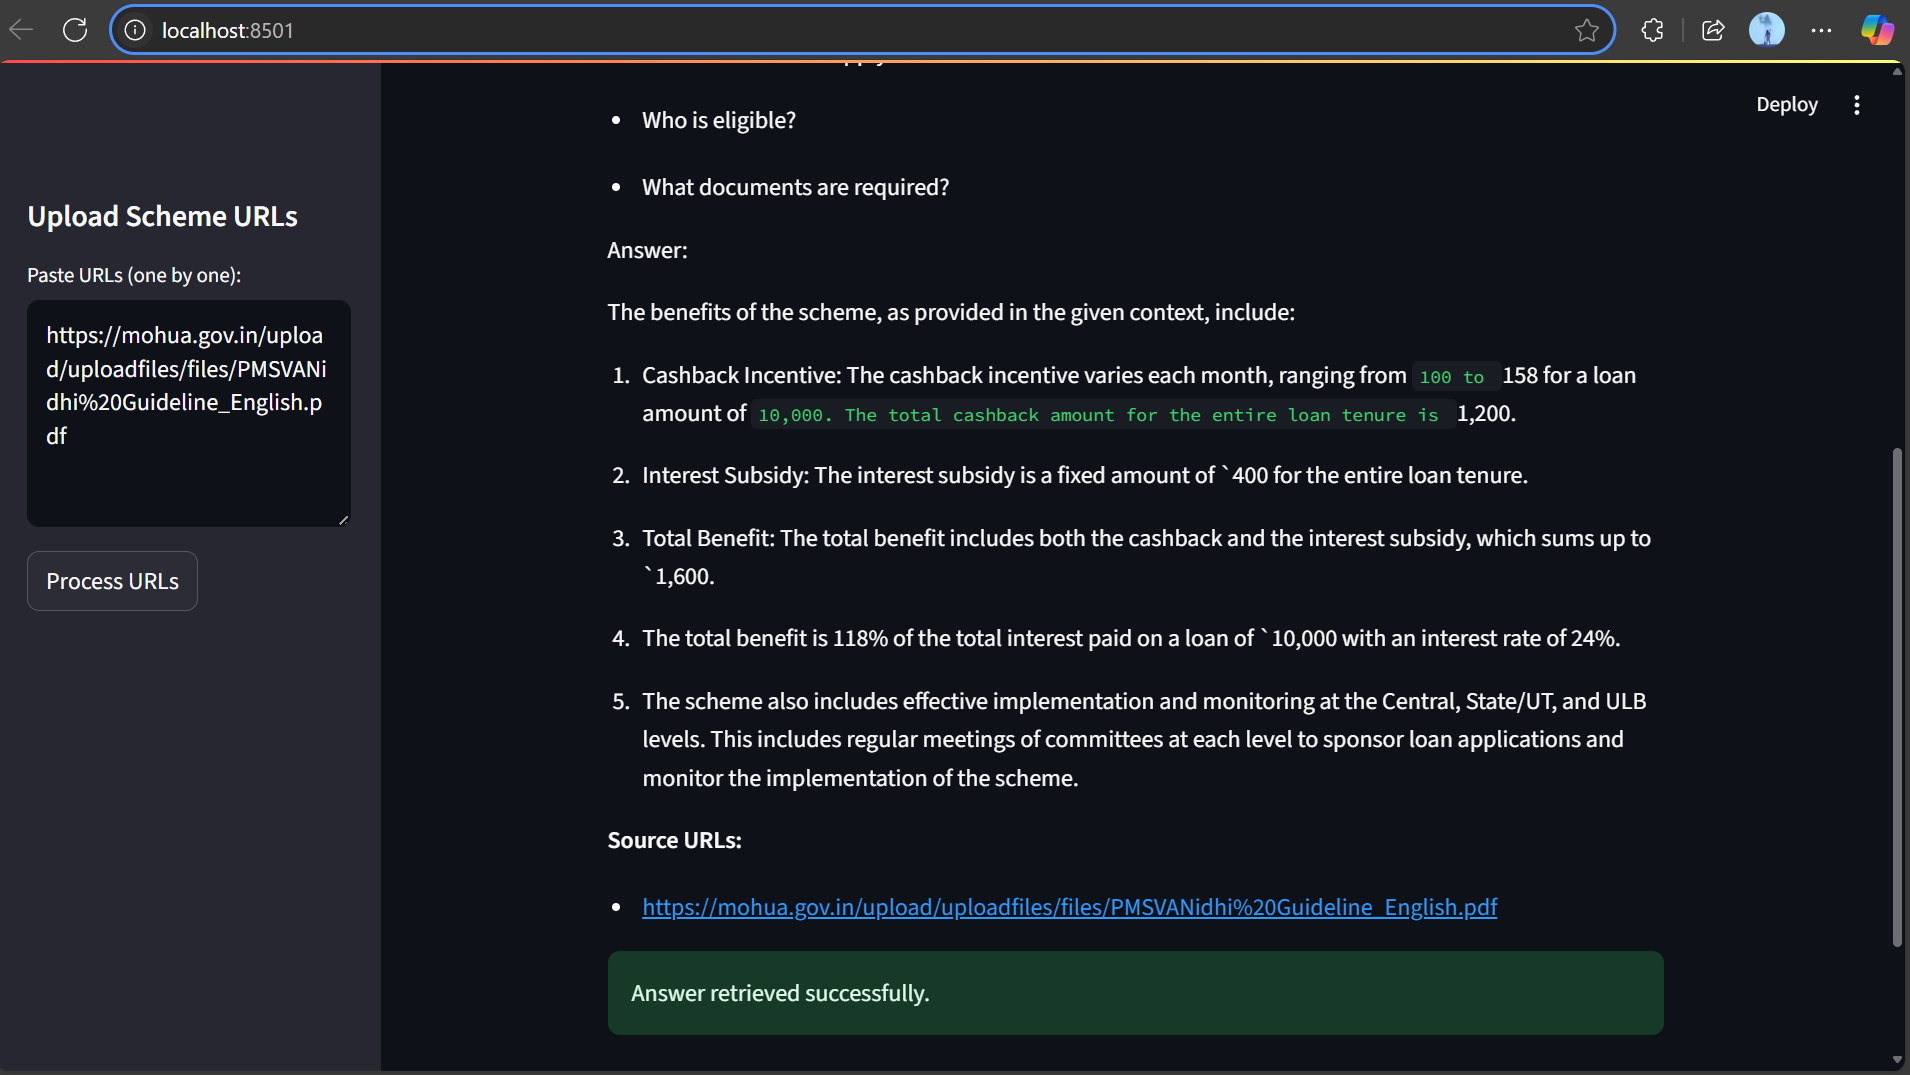 localhost:8501
Deploy
Upload Scheme URLs
Paste URLs (one by one):
https://mohua.gov.in/uploa
d/uploadfiles/files/PMSVANi
dhi%20Guideline_English.p
df
Process URLs
• Who is eligible?
• What documents are required?
Answer:
The benefits of the scheme, as provided in the given context, include:
1. Cashback Incentive: The cashback incentive varies each month, ranging from 100 to 158 for a loan
amount of 10,000. The total cashback amount for the entire loan tenure is 1,200.
2. Interest Subsidy: The interest subsidy is a fixed amount of `400 for the entire loan tenure.
3. Total Benefit: The total benefit includes both the cashback and the interest subsidy, which sums up to
`1,600.
4. The total benefit is 118% of the total interest paid on a loan of `10,000 with an interest rate of 24%.
5. The scheme also includes effective implementation and monitoring at the Central, State/UT, and ULB
levels. This includes regular meetings of committees at each level to sponsor loan applications and
monitor the implementation of the scheme.
Source URLs:
• https://mohua.gov.in/upload/uploadfiles/files/PMSVANidhi%20Guideline_English.pdf
Answer retrieved successfully.